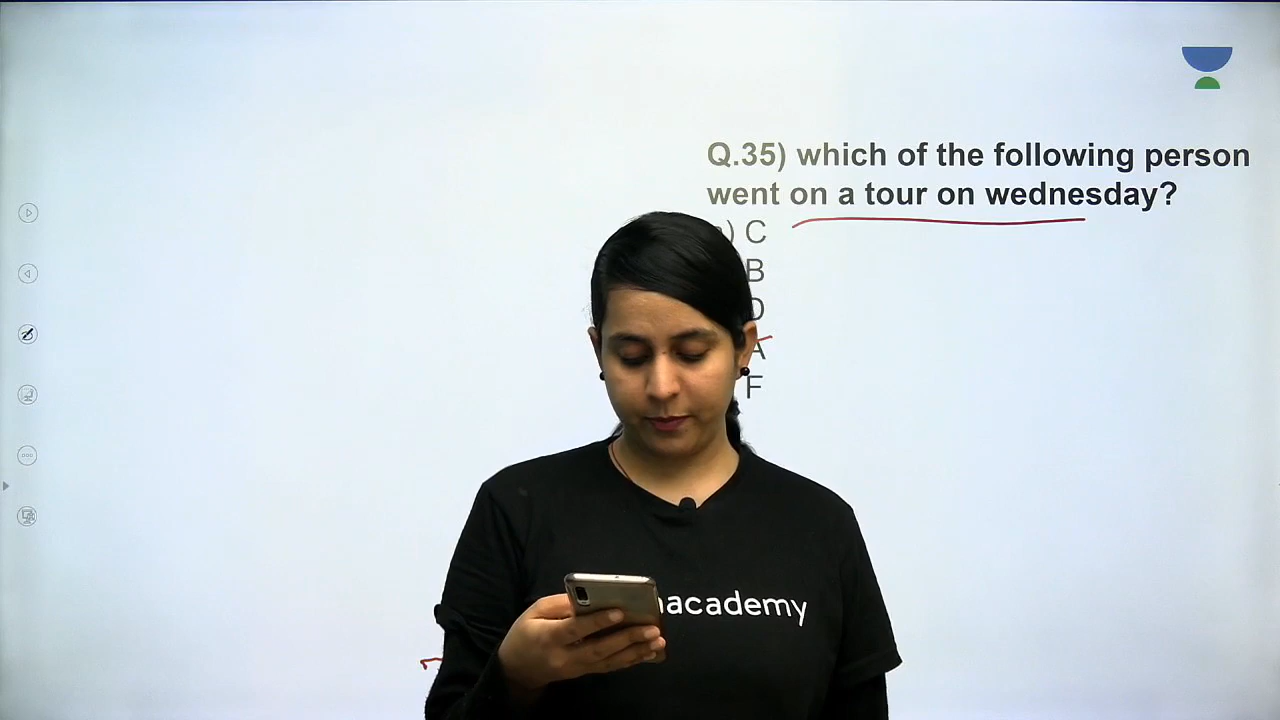 Q.35) which of the following person
went on a tour on wednesday?
) C
B
D
A
F
academy